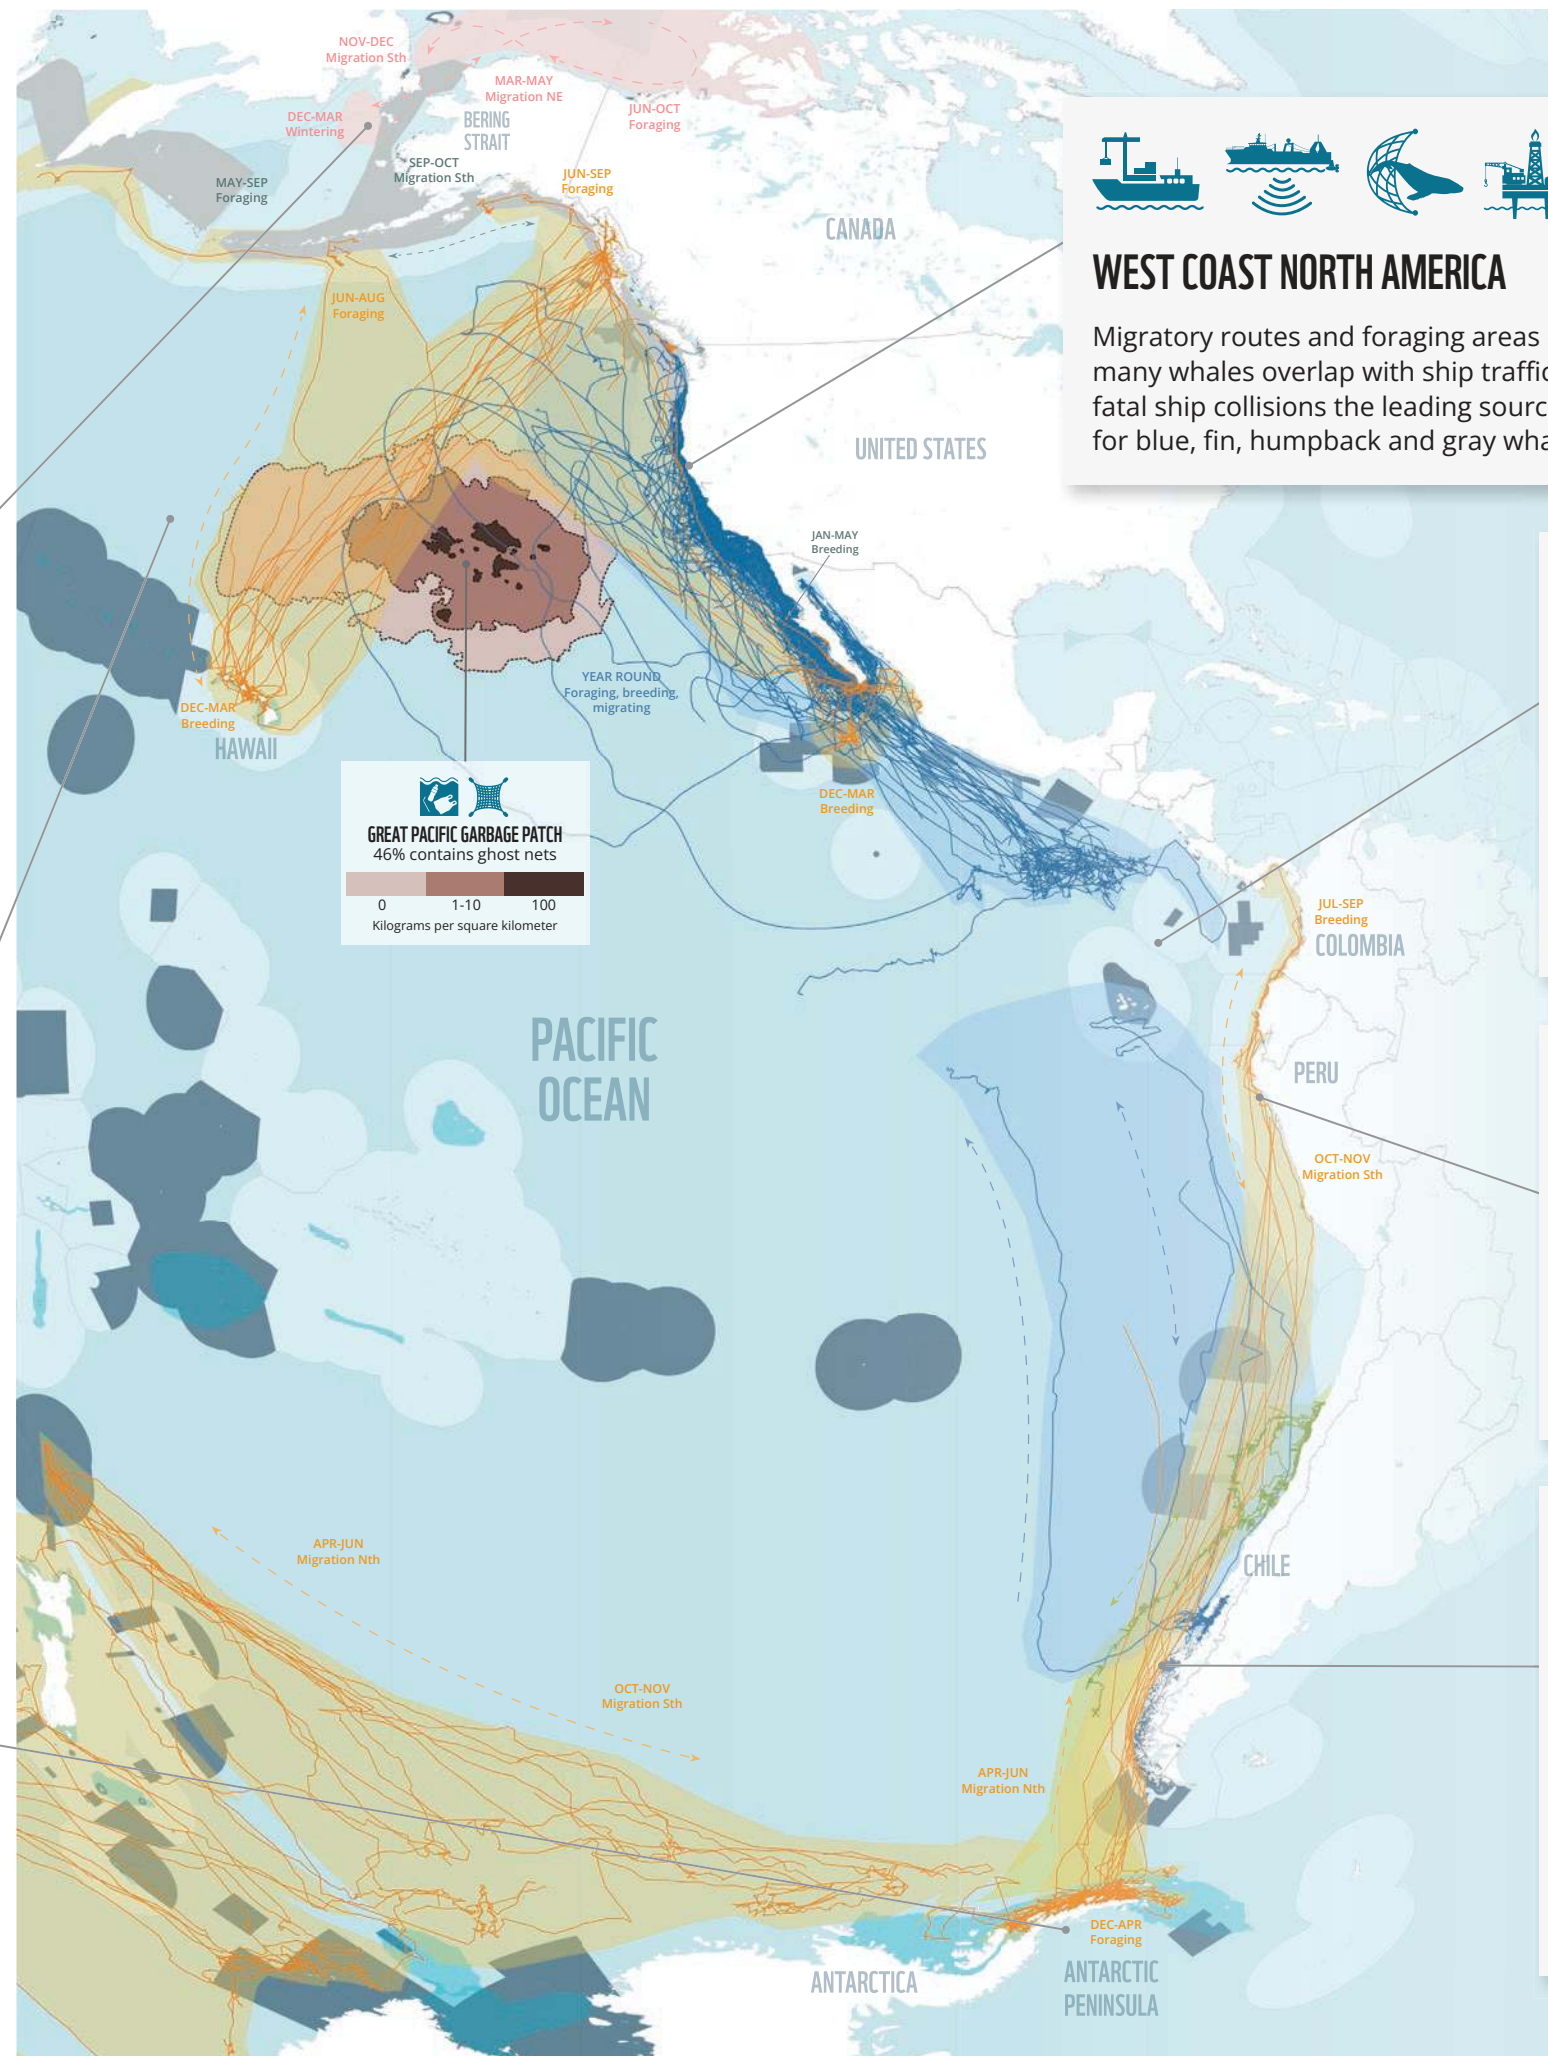 NOV-DEC
Migration Sth
MAR-MAY
Migration NE
JUN-OCT
Foraging
DEC-MAR
Wintering
BERING
STRAIT
SEP-OCT
Migration Sth
MAY-SEP
Foraging
JUN-SEP
Foraging
CANADA
JUN-AUG
Foraging
WEST COAST NORTH AMERICA
Migratory routes and foraging areas
many whales overlap with ship traffic
fatal ship collisions the leading sourc
for blue, fin, humpback and gray wha
UNITED STATES
JAN-MAY
Breeding
YEAR ROUND
Foraging, breeding,
migrating
DEC-MAR
Breeding
HAWAII
DEC-MAR
Breeding
GREAT PACIFIC GARBAGE PATCH
46% contains ghost nets
0 1-10 100
Kilograms per square kilometer
JUL-SEP
Breeding
COLOMBIA
PACIFIC
OCEAN
PERU
OCT-NOV
Migration Sth
APR-JUN
Migration Nth
CHILE
OCT-NOV
Migration Sth
APR-JUN
Migration Nth
DEC-APR
Foraging
ANTARCTICA
ANTARCTIC
PENINSULA